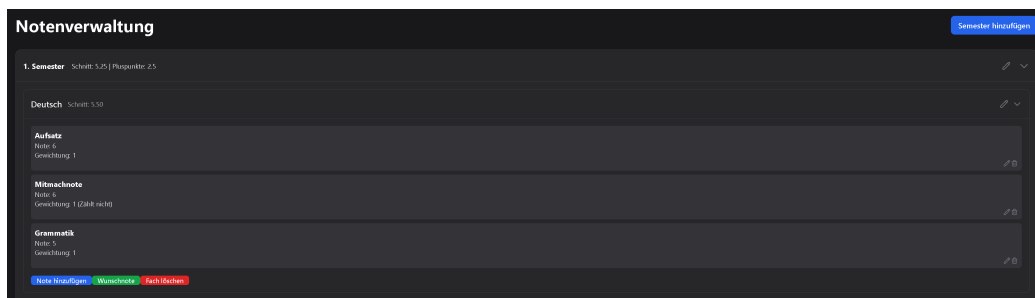 Notenverwaltung
Semester hinzufügen
1. Semester Schnitt: 5.25 | Pluspunkte: 2.5
Deutsch Schnitt: 5.50
Aufsatz
Note: 6
Gewichtung: 1
Mitmachnote
Note: 6
Gewichtung: 1 (Zählt nicht)
Grammatik
Note: 5
Gewichtung: 1
Note hinzufügen Wunschnote Fach löschen